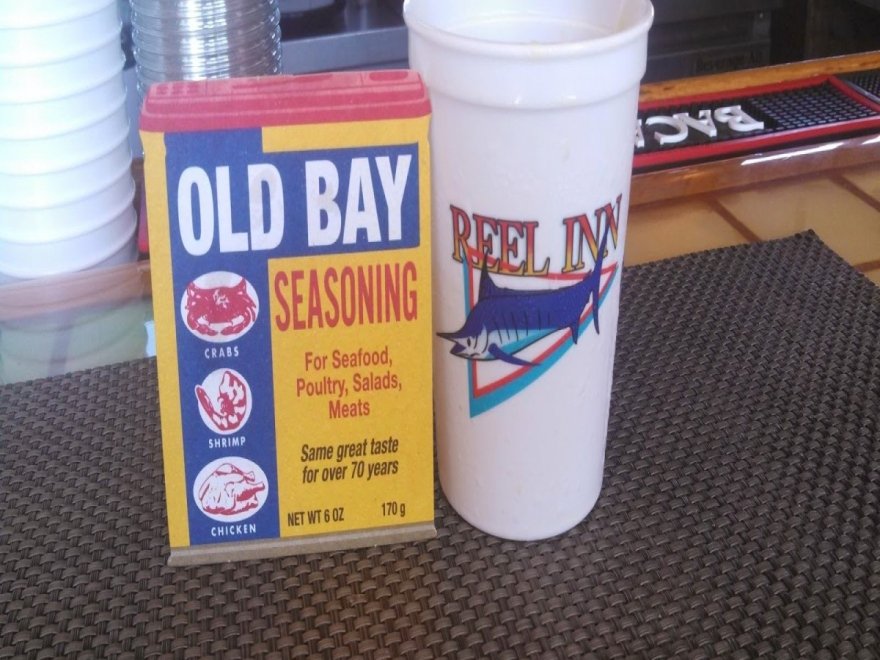 OLD BAY
SEASONING
CRABS
For Seafood,
Poultry, Salads,
Meats
SHRIMP
Same great taste
for over 70 years
CHICKEN
NET WT 6 OZ 170 g
REEL INN
BAC